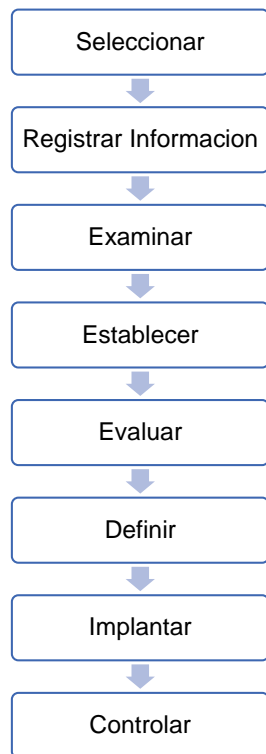 Seleccionar
Registrar Informacion
Examinar
Establecer
Evaluar
Definir
Implantar
Controlar